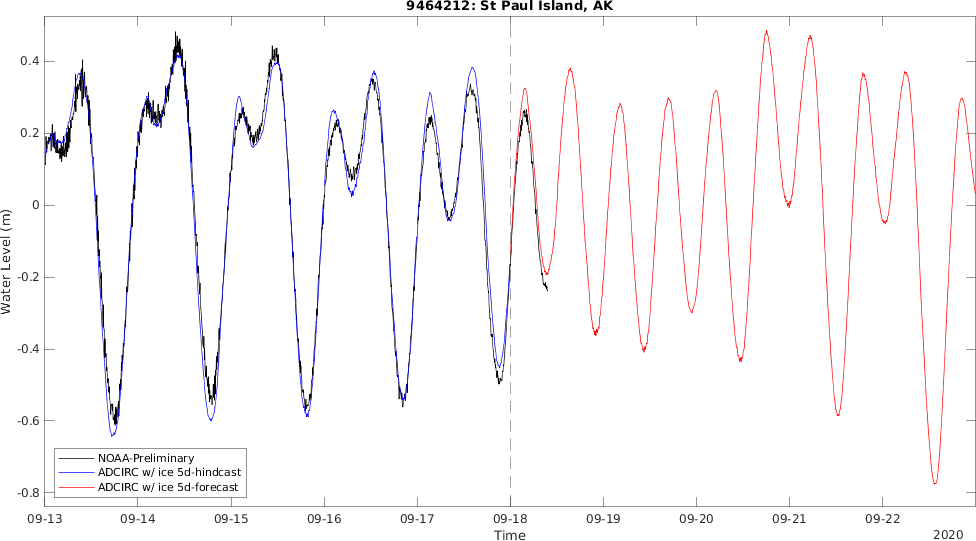 9464212: St Paul Island, AK
Water Level (m)
0.4
0.2
0
-0.2
-0.4
-0.6
-0.8
NOAA-Preliminary
ADCIRC w/ ice 5d-hindcast
ADCIRC w/ ice 5d-forecast
09-13 09-14 09-15 09-16 09-17 09-18 09-19 09-20 09-21 09-22
Time
2020